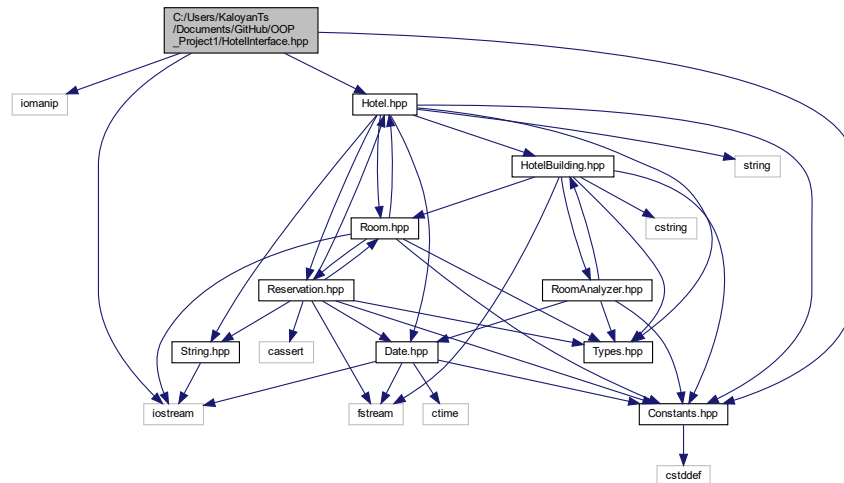 C:/Users/KaloyanTs
/Documents/GitHub/OOP
_Project1/HotelInterface.hpp
iomanip
Hotel.hpp
HotelBuilding.hpp
string
Room.hpp
cstring
Reservation.hpp
RoomAnalyzer.hpp
String.hpp
cassert
Date.hpp
Types.hpp
iostream
fstream
ctime
Constants.hpp
cstddef